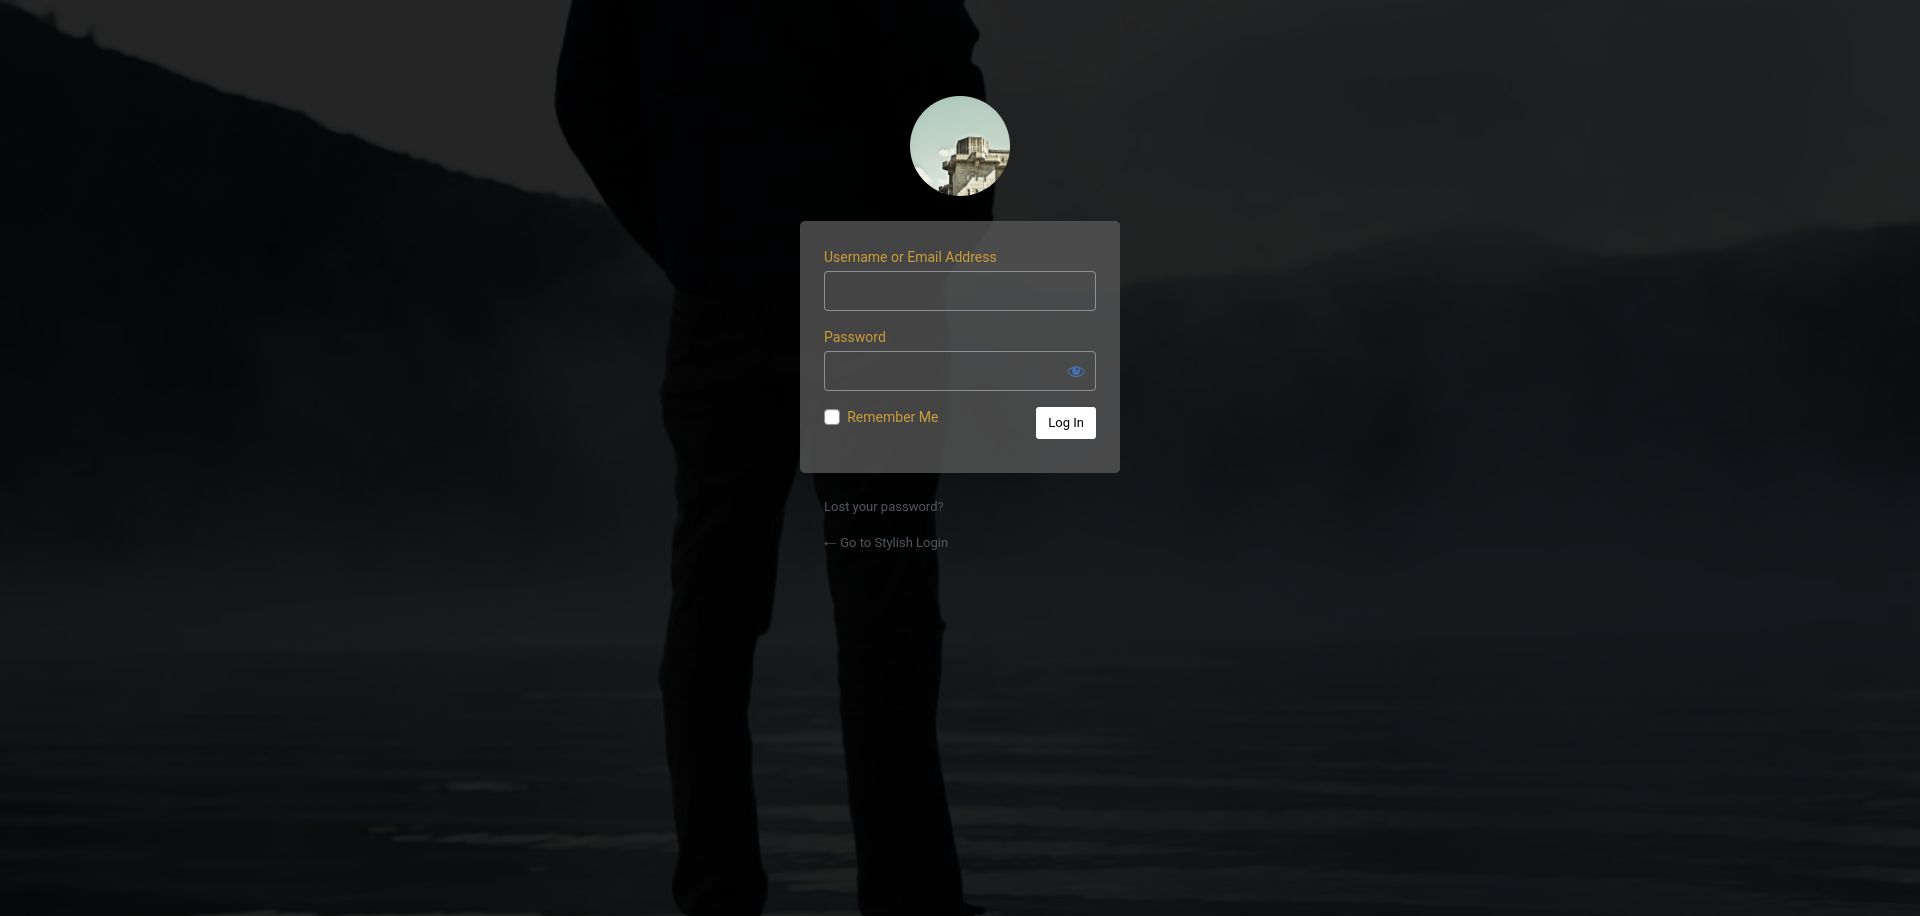 Username or Email Address
Password
Remember Me
Log In
Lost your password?
← Go to Stylish Login